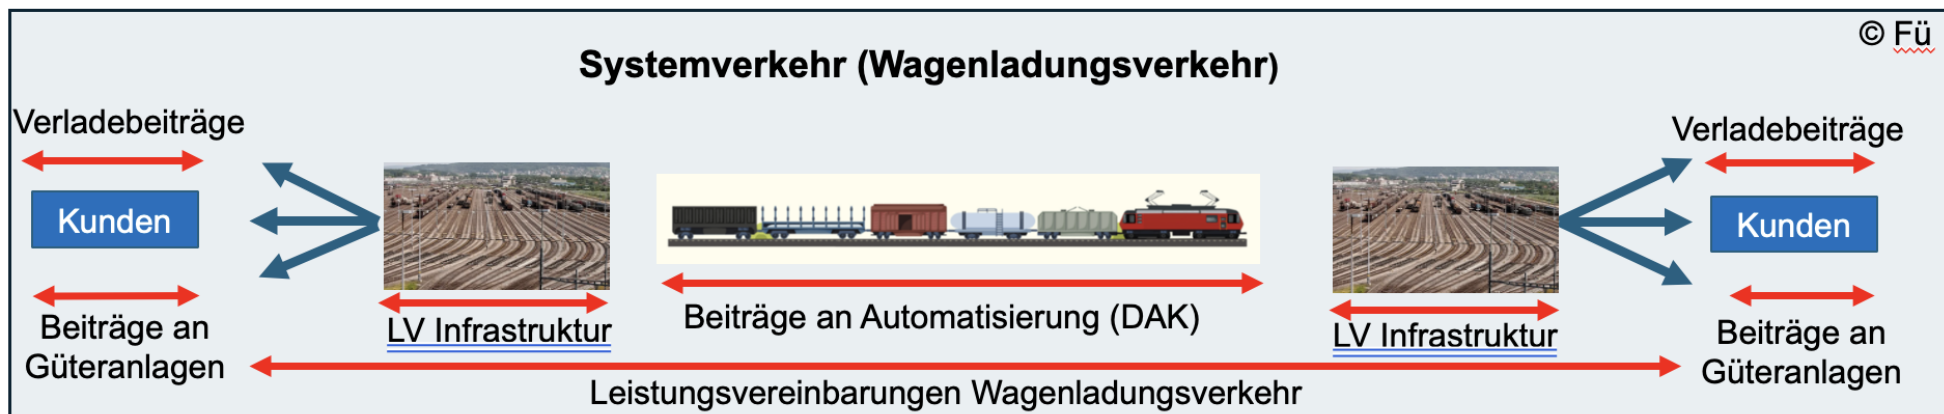 © Fü
Systemverkehr (Wagenladungsverkehr)
Verladebeiträge
Verladebeiträge
Kunden
Kunden
Beiträge an
Güteranlagen
LV Infrastruktur
Beiträge an Automatisierung (DAK)
LV Infrastruktur
Beiträge an
Güteranlagen
Leistungsvereinbarungen Wagenladungsverkehr